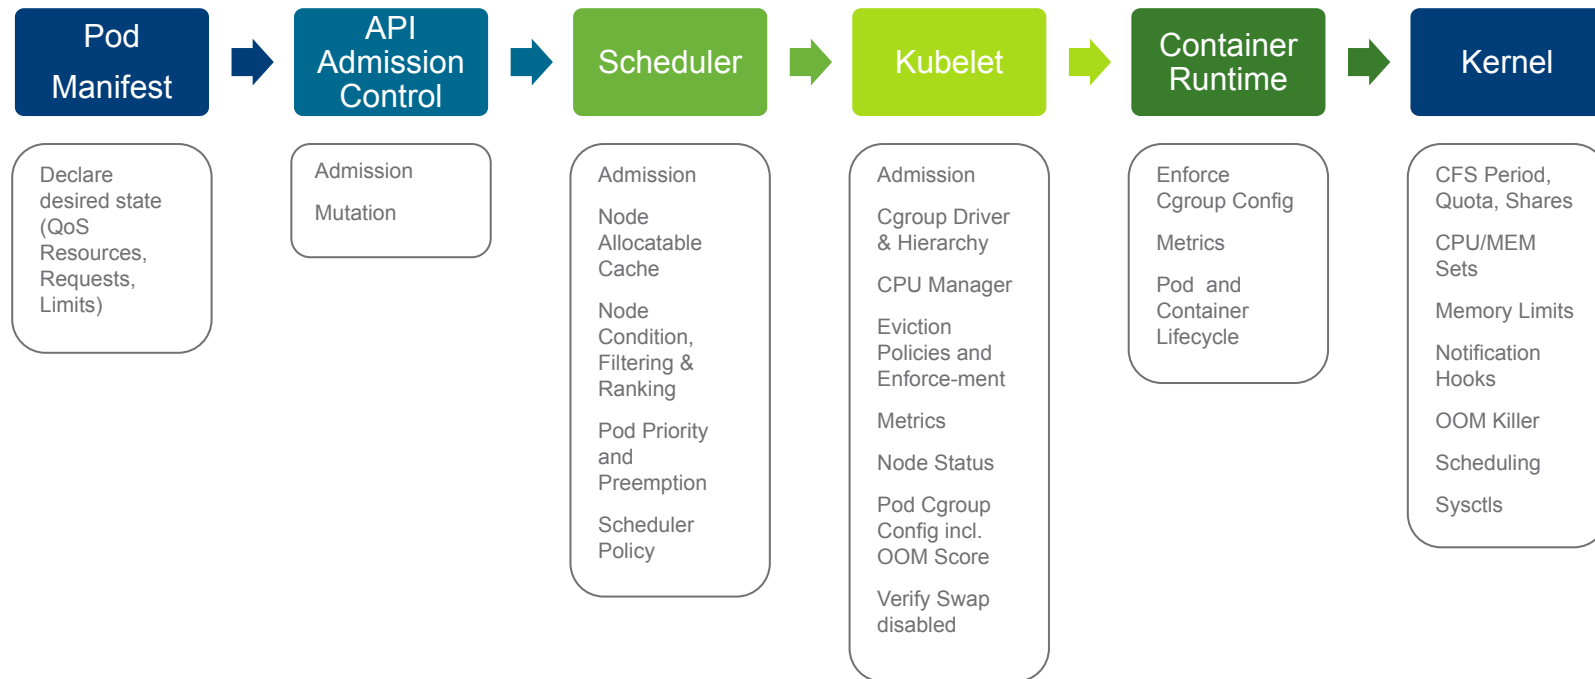 Pod
Manifest
API
Admission
Control
Scheduler
Kubelet
Container
Runtime
Kernel
Declare
desired state
(QoS
Resources,
Requests,
Limits)
Admission
Mutation
Admission
Node
Allocatable
Cache
Node
Condition,
Filtering &
Ranking
Pod Priority
and
Preemption
Scheduler
Policy
Admission
Cgroup Driver
& Hierarchy
CPU Manager
Eviction
Policies and
Enforce-ment
Metrics
Node Status
Pod Cgroup
Config incl.
OOM Score
Verify Swap
disabled
Enforce
Cgroup Config
Metrics
Pod and
Container
Lifecycle
CFS Period,
Quota, Shares
CPU/MEM
Sets
Memory Limits
Notification
Hooks
OOM Killer
Scheduling
Sysctls